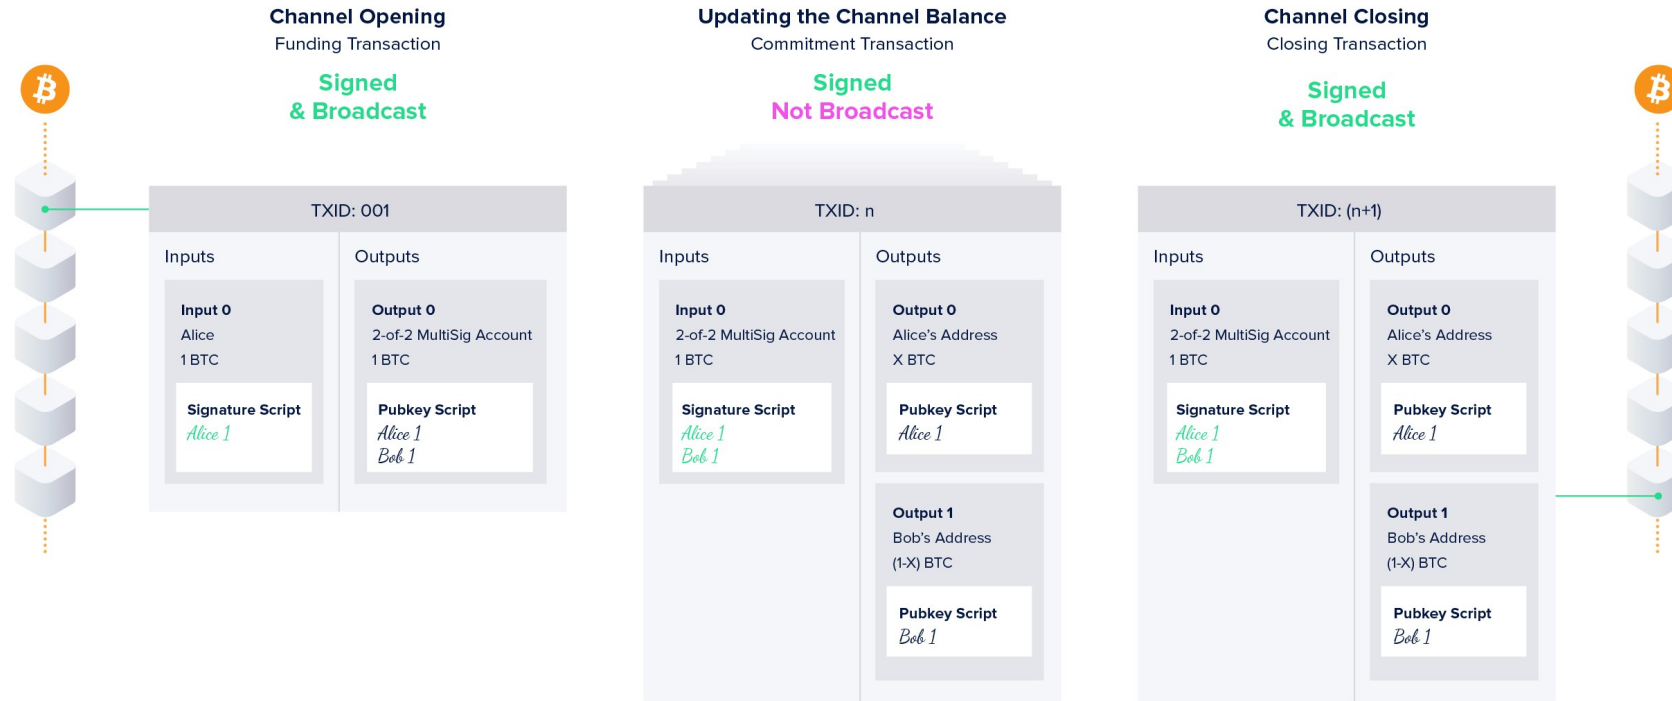 Channel Opening
Funding Transaction
Signed
& Broadcast
TXID: 001
Inputs
Input 0
Alice
1 BTC
Signature Script
Alice 1
Outputs
Output 0
2-of-2 MultiSig Account
1 BTC
Pubkey Script
Alice 1
Bob 1
Updating the Channel Balance
Commitment Transaction
Signed
Not Broadcast
TXID: n
Inputs
Input 0
2-of-2 MultiSig Account
1 BTC
Signature Script
Alice 1
Bob 1
Outputs
Output 0
Alice's Address
X BTC
Pubkey Script
Alice 1
Output 1
Bob's Address
(1-X) BTC
Pubkey Script
Bob 1
Channel Closing
Closing Transaction
Signed
& Broadcast
TXID: (n+1)
Inputs
Input 0
2-of-2 MultiSig Account
1 BTC
Signature Script
Alice 1
Bob 1
Outputs
Output 0
Alice's Address
X BTC
Pubkey Script
Alice 1
Output 1
Bob's Address
(1-X) BTC
Pubkey Script
Bob 1